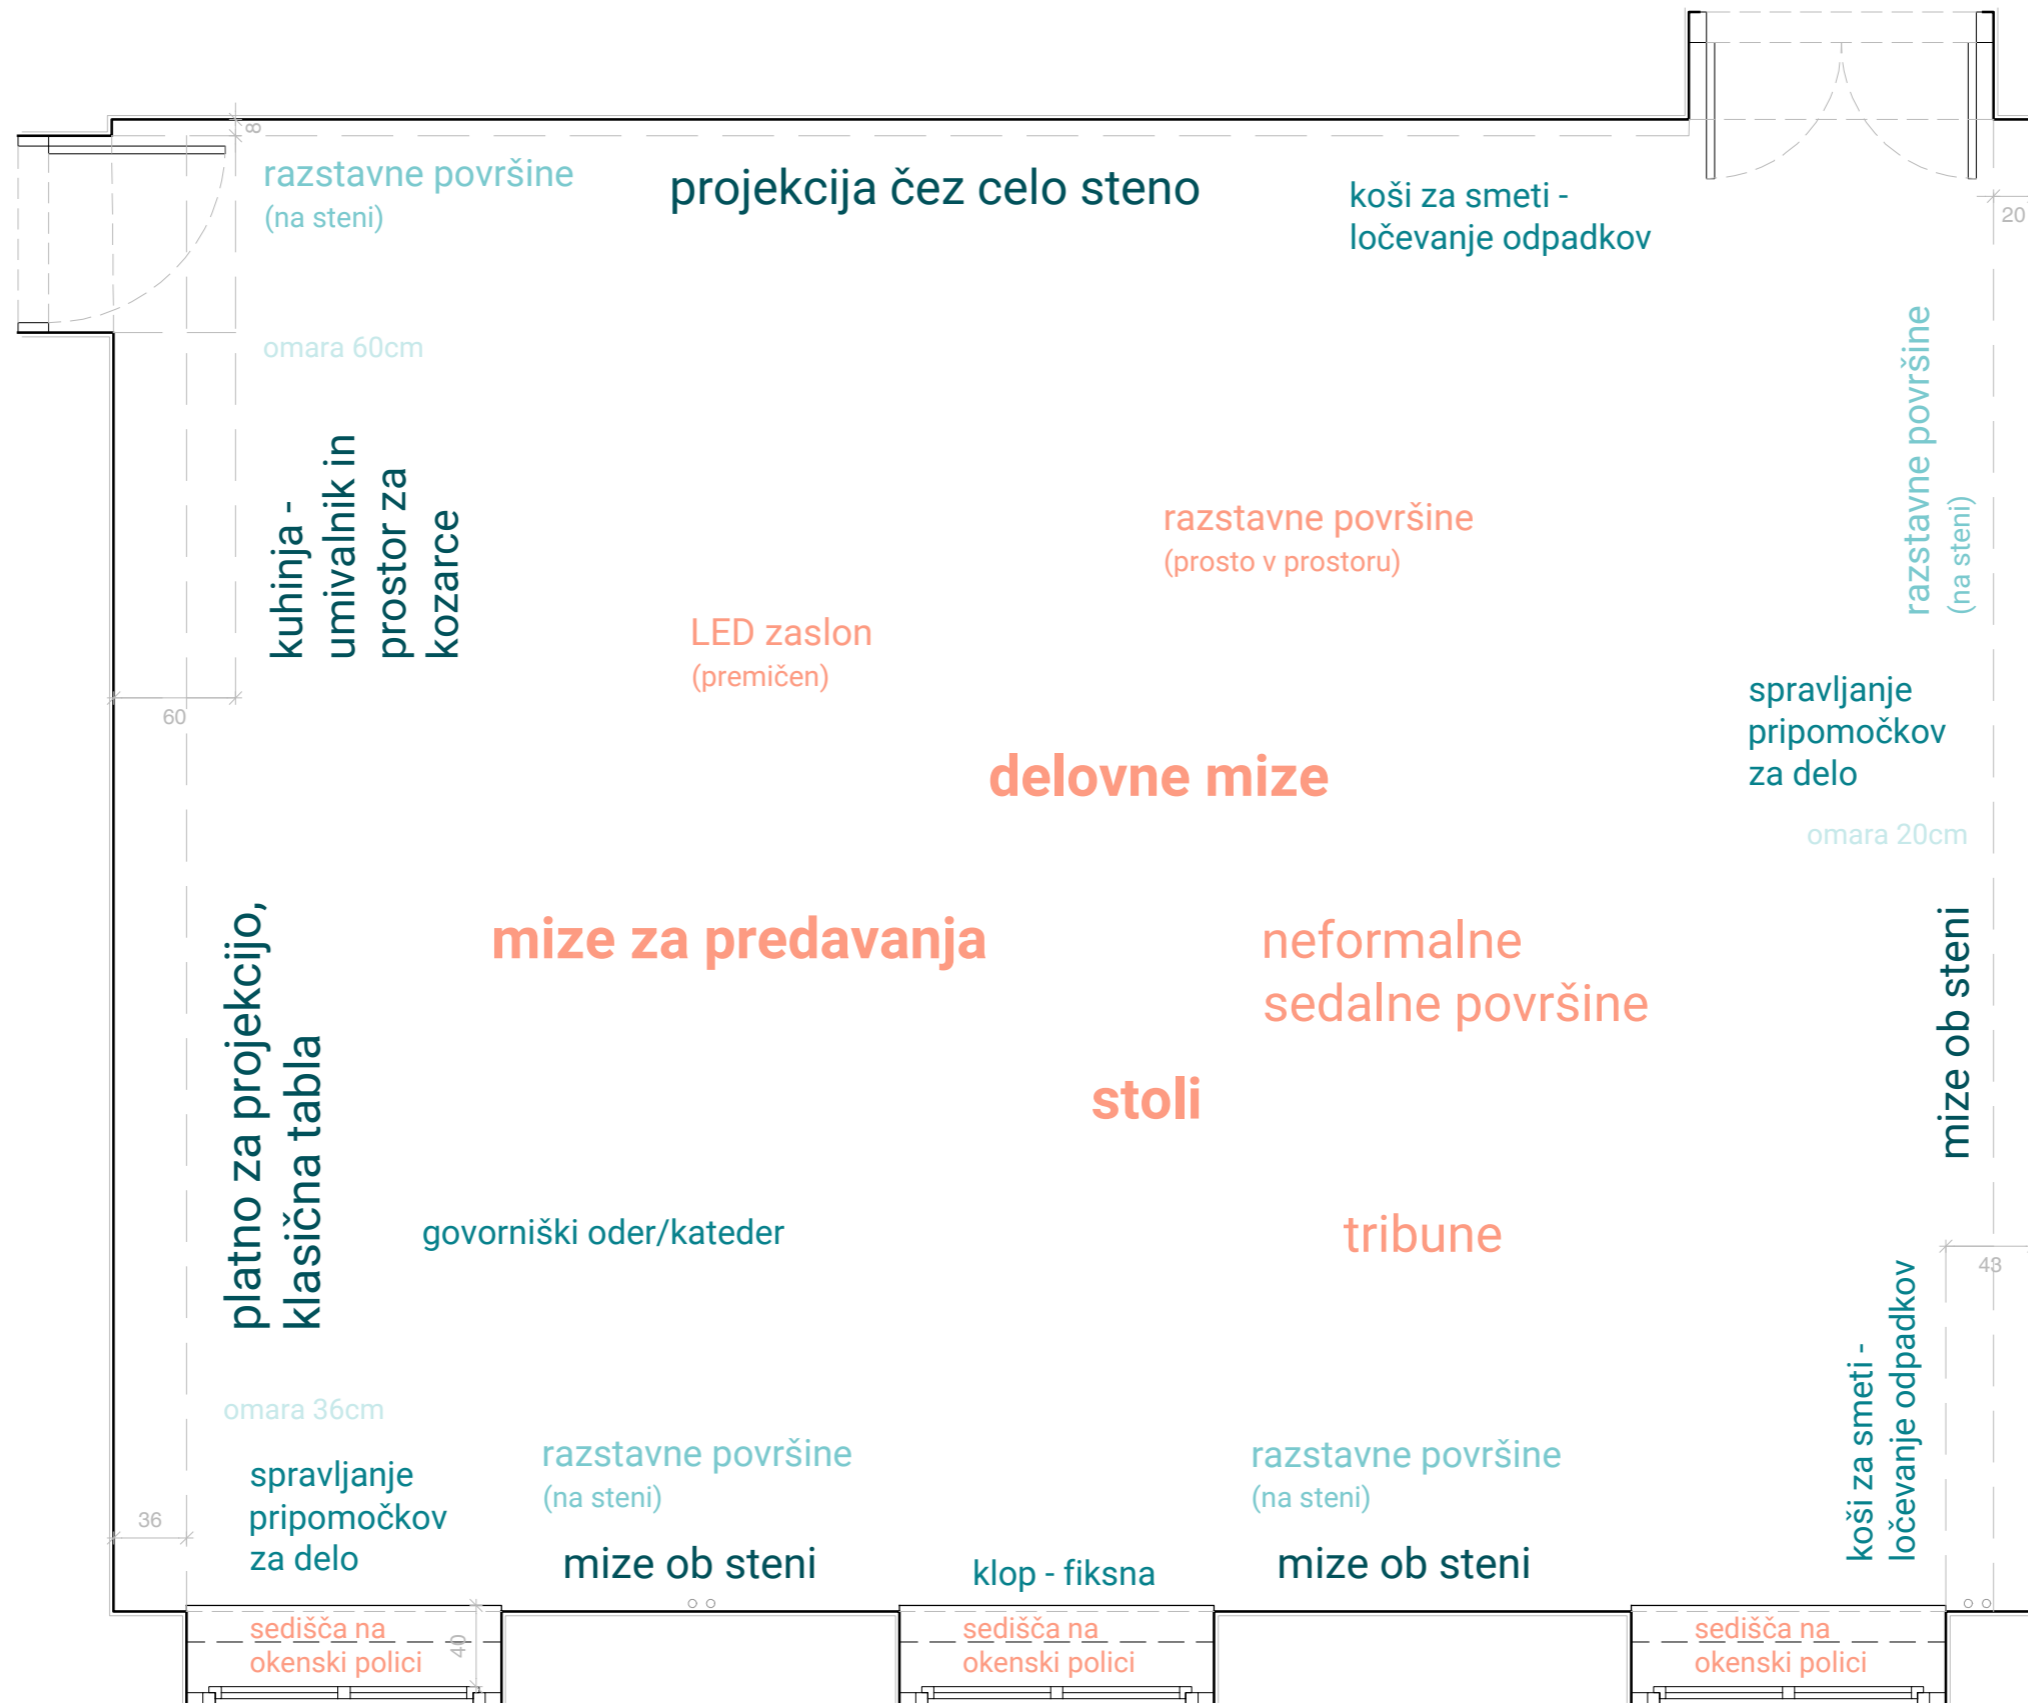 8
razstavne površine
(na steni)
projekcija čez celo steno
koši za smeti -
ločevanje odpadkov
20
omara 60cm
razstavne površine
(na steni)
kuhinja -
umivalnik in
prostor za
kozarce
razstavne površine
(prosto v prostoru)
LED zaslon
(premičen)
60
spravljanje
pripomočkov
za delo
delovne mize
omara 20cm
platno za projekcijo,
klasična tabla
mize za predavanja
neformalne
sedalne površine
mize ob steni
stoli
govorniški oder/kateder
tribune
43
koši za smeti -
ločevanje odpadkov
omara 36cm
razstavne površine
(na steni)
razstavne površine
(na steni)
spravljanje
pripomočkov
za delo
36
mize ob steni
klop - fiksna
mize ob steni
sedišča na
okenski polici
40
sedišča na
okenski polici
sedišča na
okenski polici